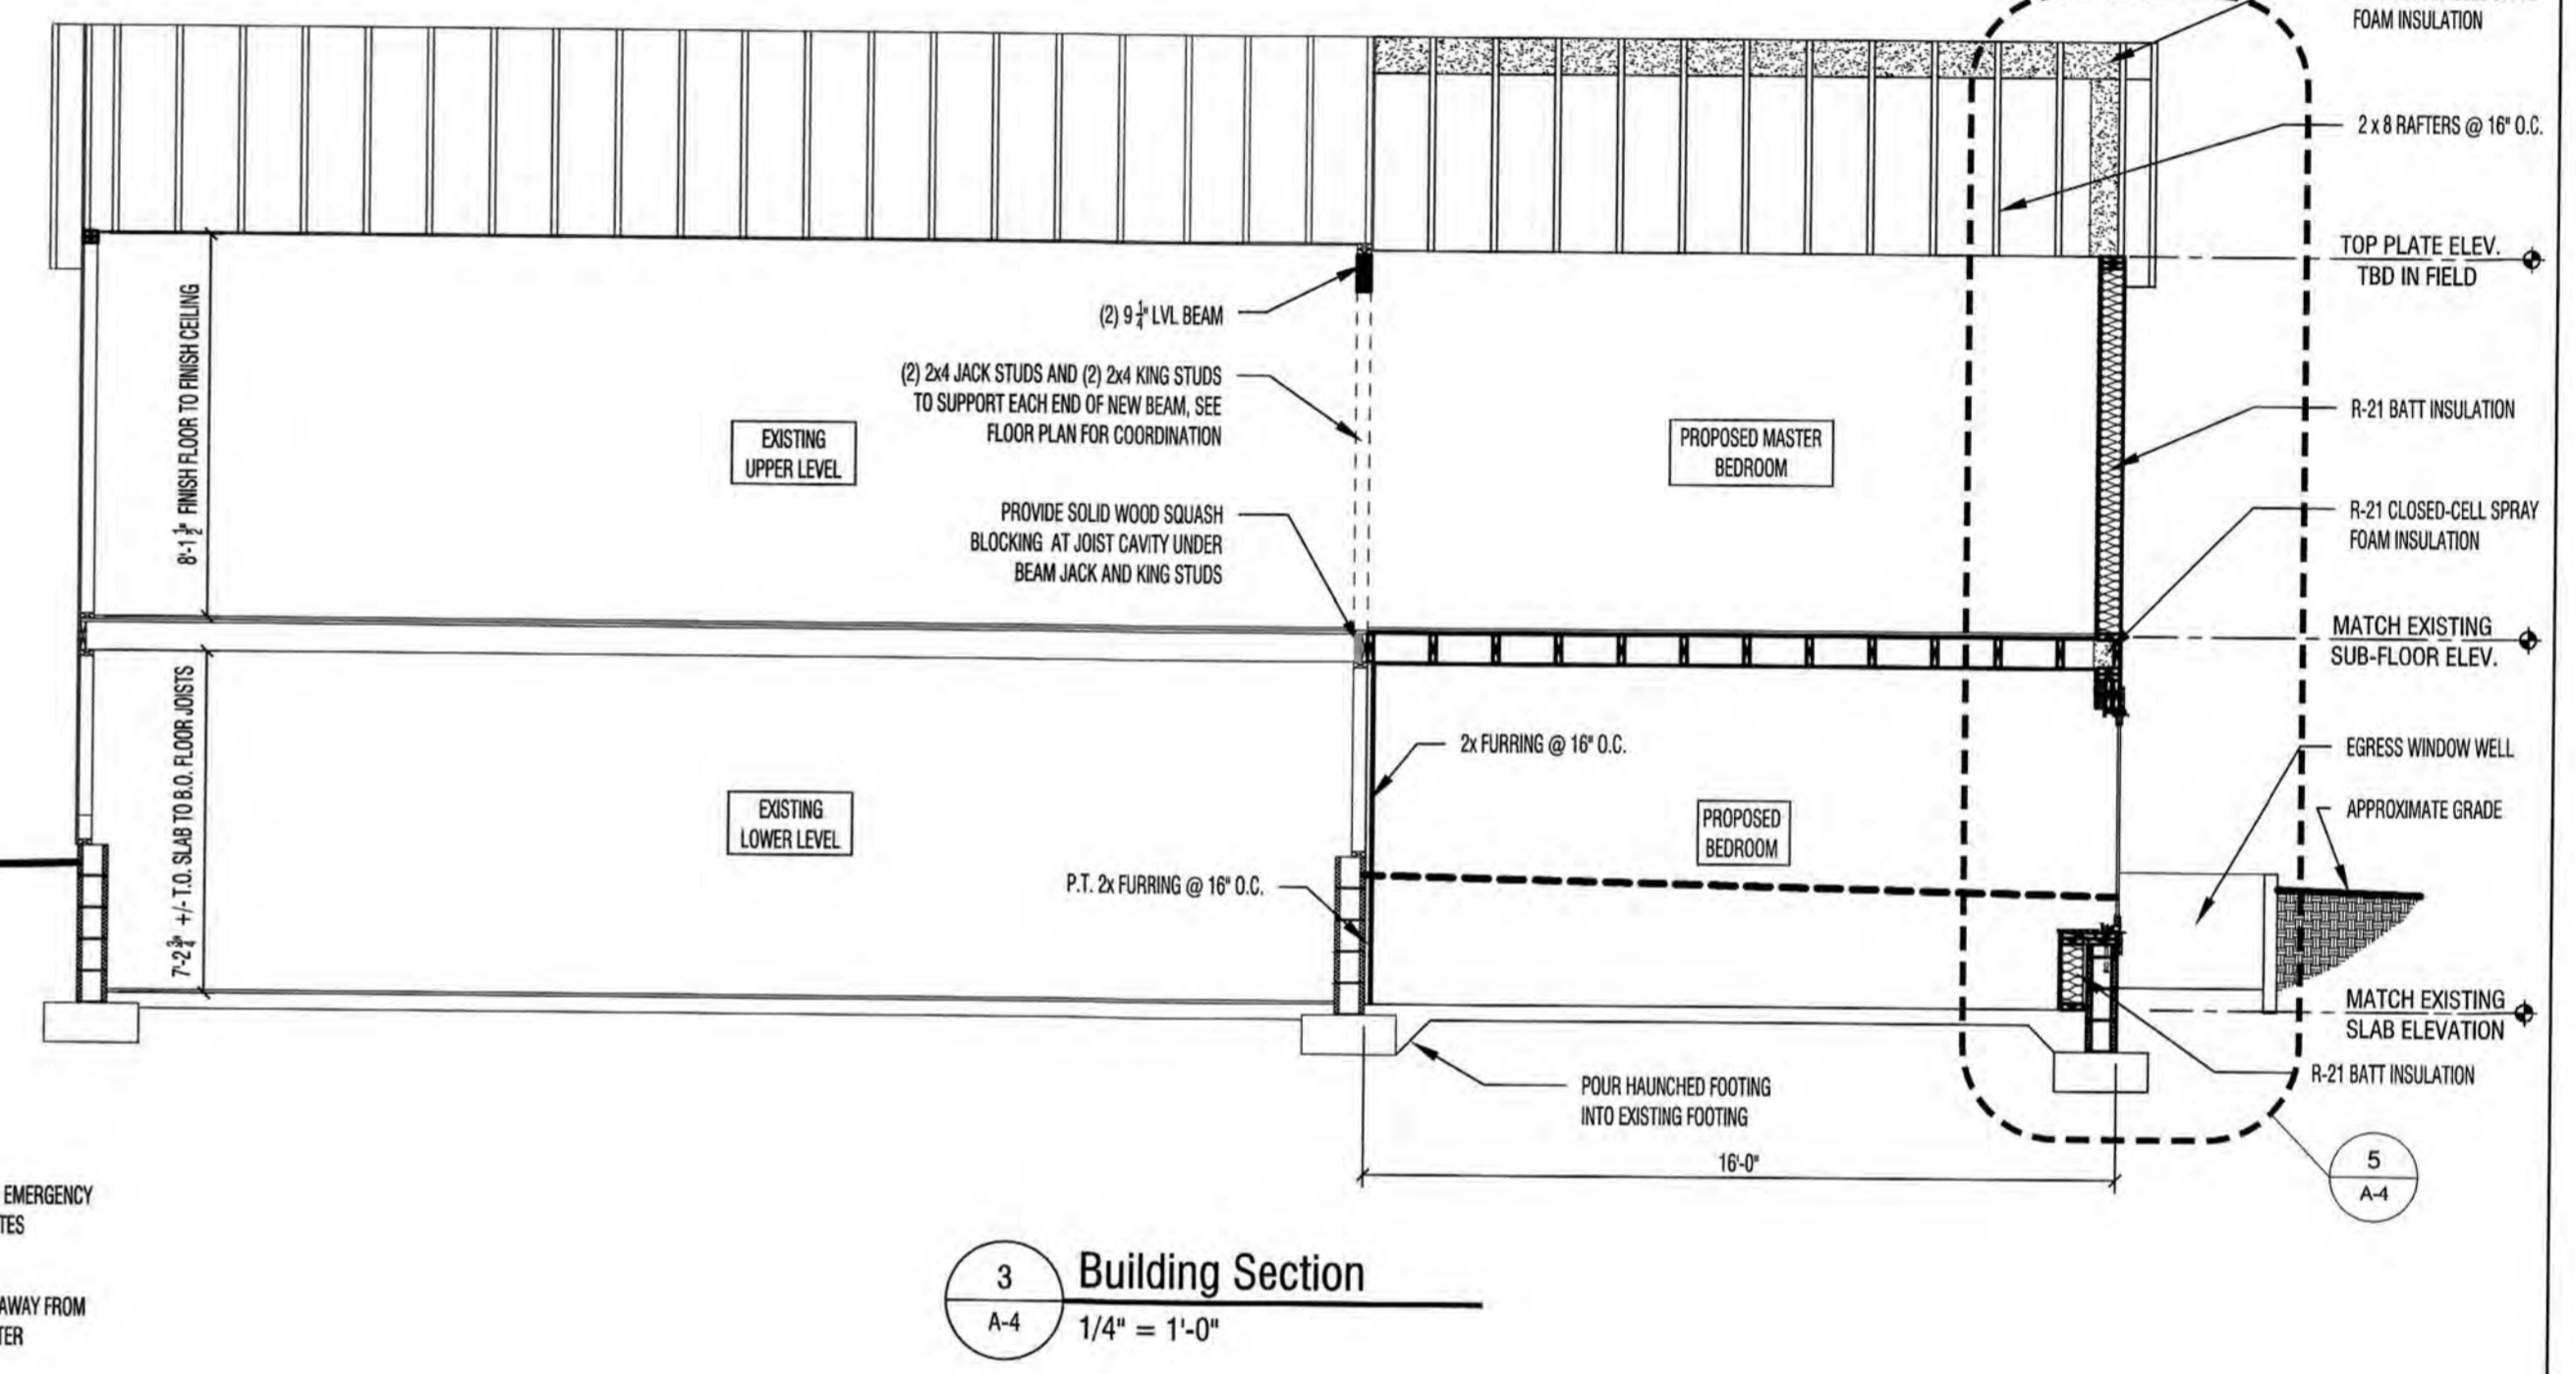 FOAM INSULATION
2 x 8 RAFTERS @ 16" O.C.
TOP PLATE ELEV.
TBD IN FIELD
(2) 9 1/4" LVL BEAM
8'-1 1/2" FINISH FLOOR TO FINISH CEILING
(2) 2x4 JACK STUDS AND (2) 2x4 KING STUDS
TO SUPPORT EACH END OF NEW BEAM, SEE
FLOOR PLAN FOR COORDINATION
EXISTING
UPPER LEVEL
PROPOSED MASTER
BEDROOM
R-21 BATT INSULATION
PROVIDE SOLID WOOD SQUASH
BLOCKING AT JOIST CAVITY UNDER
BEAM JACK AND KING STUDS
R-21 CLOSED-CELL SPRAY
FOAM INSULATION
MATCH EXISTING
SUB-FLOOR ELEV.
7'-2 3/4" +/- T.O. SLAB TO B.O. FLOOR JOISTS
2x FURRING @ 16" O.C.
EGRESS WINDOW WELL
EXISTING
LOWER LEVEL
PROPOSED
BEDROOM
APPROXIMATE GRADE
P.T. 2x FURRING @ 16" O.C.
MATCH EXISTING
SLAB ELEVATION
R-21 BATT INSULATION
POUR HAUNCHED FOOTING
INTO EXISTING FOOTING
16'-0"
5
A-4
EMERGENCY
TES
AWAY FROM
TER
3
A-4
Building Section
1/4" = 1'-0"